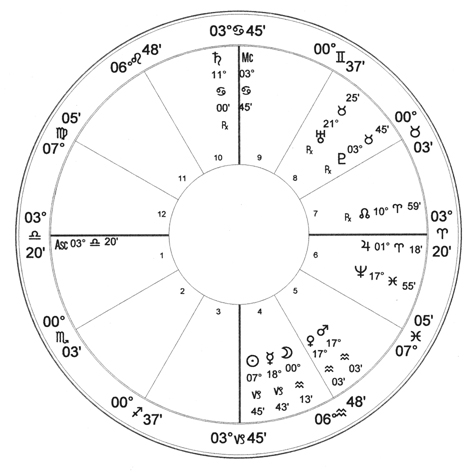 03° ♋ 45'
06° ♌ 48'
00° ♊ 37'
♄ Mc
11° 03°
♋ ♋
00' 45'
℞
♅ 21° ♉ 25' ℞
♇ 03° ♉ 45' ℞
05' ♍ 07°
00° ♉ 03'
10
9
11
8
12
7
℞ ☊ 10° ♈ 59'
03° ♎ 20'
Asc 03° ♎ 20'
♃ 01° ♈ 18'
03° ♈ 20'
♆ 17° ♓ 55'
1
6
2
5
3
4
00° ♏ 03'
05' ♓ 07°
☉ 07° ♑ 45'
☿ 18° ♑ 43'
☽ 00° ♒ 13'
♀ 17° ♒ 03'
♂ 17° ♒ 03'
00° ♐ 37'
06° ♒ 48'
03° ♑ 45'